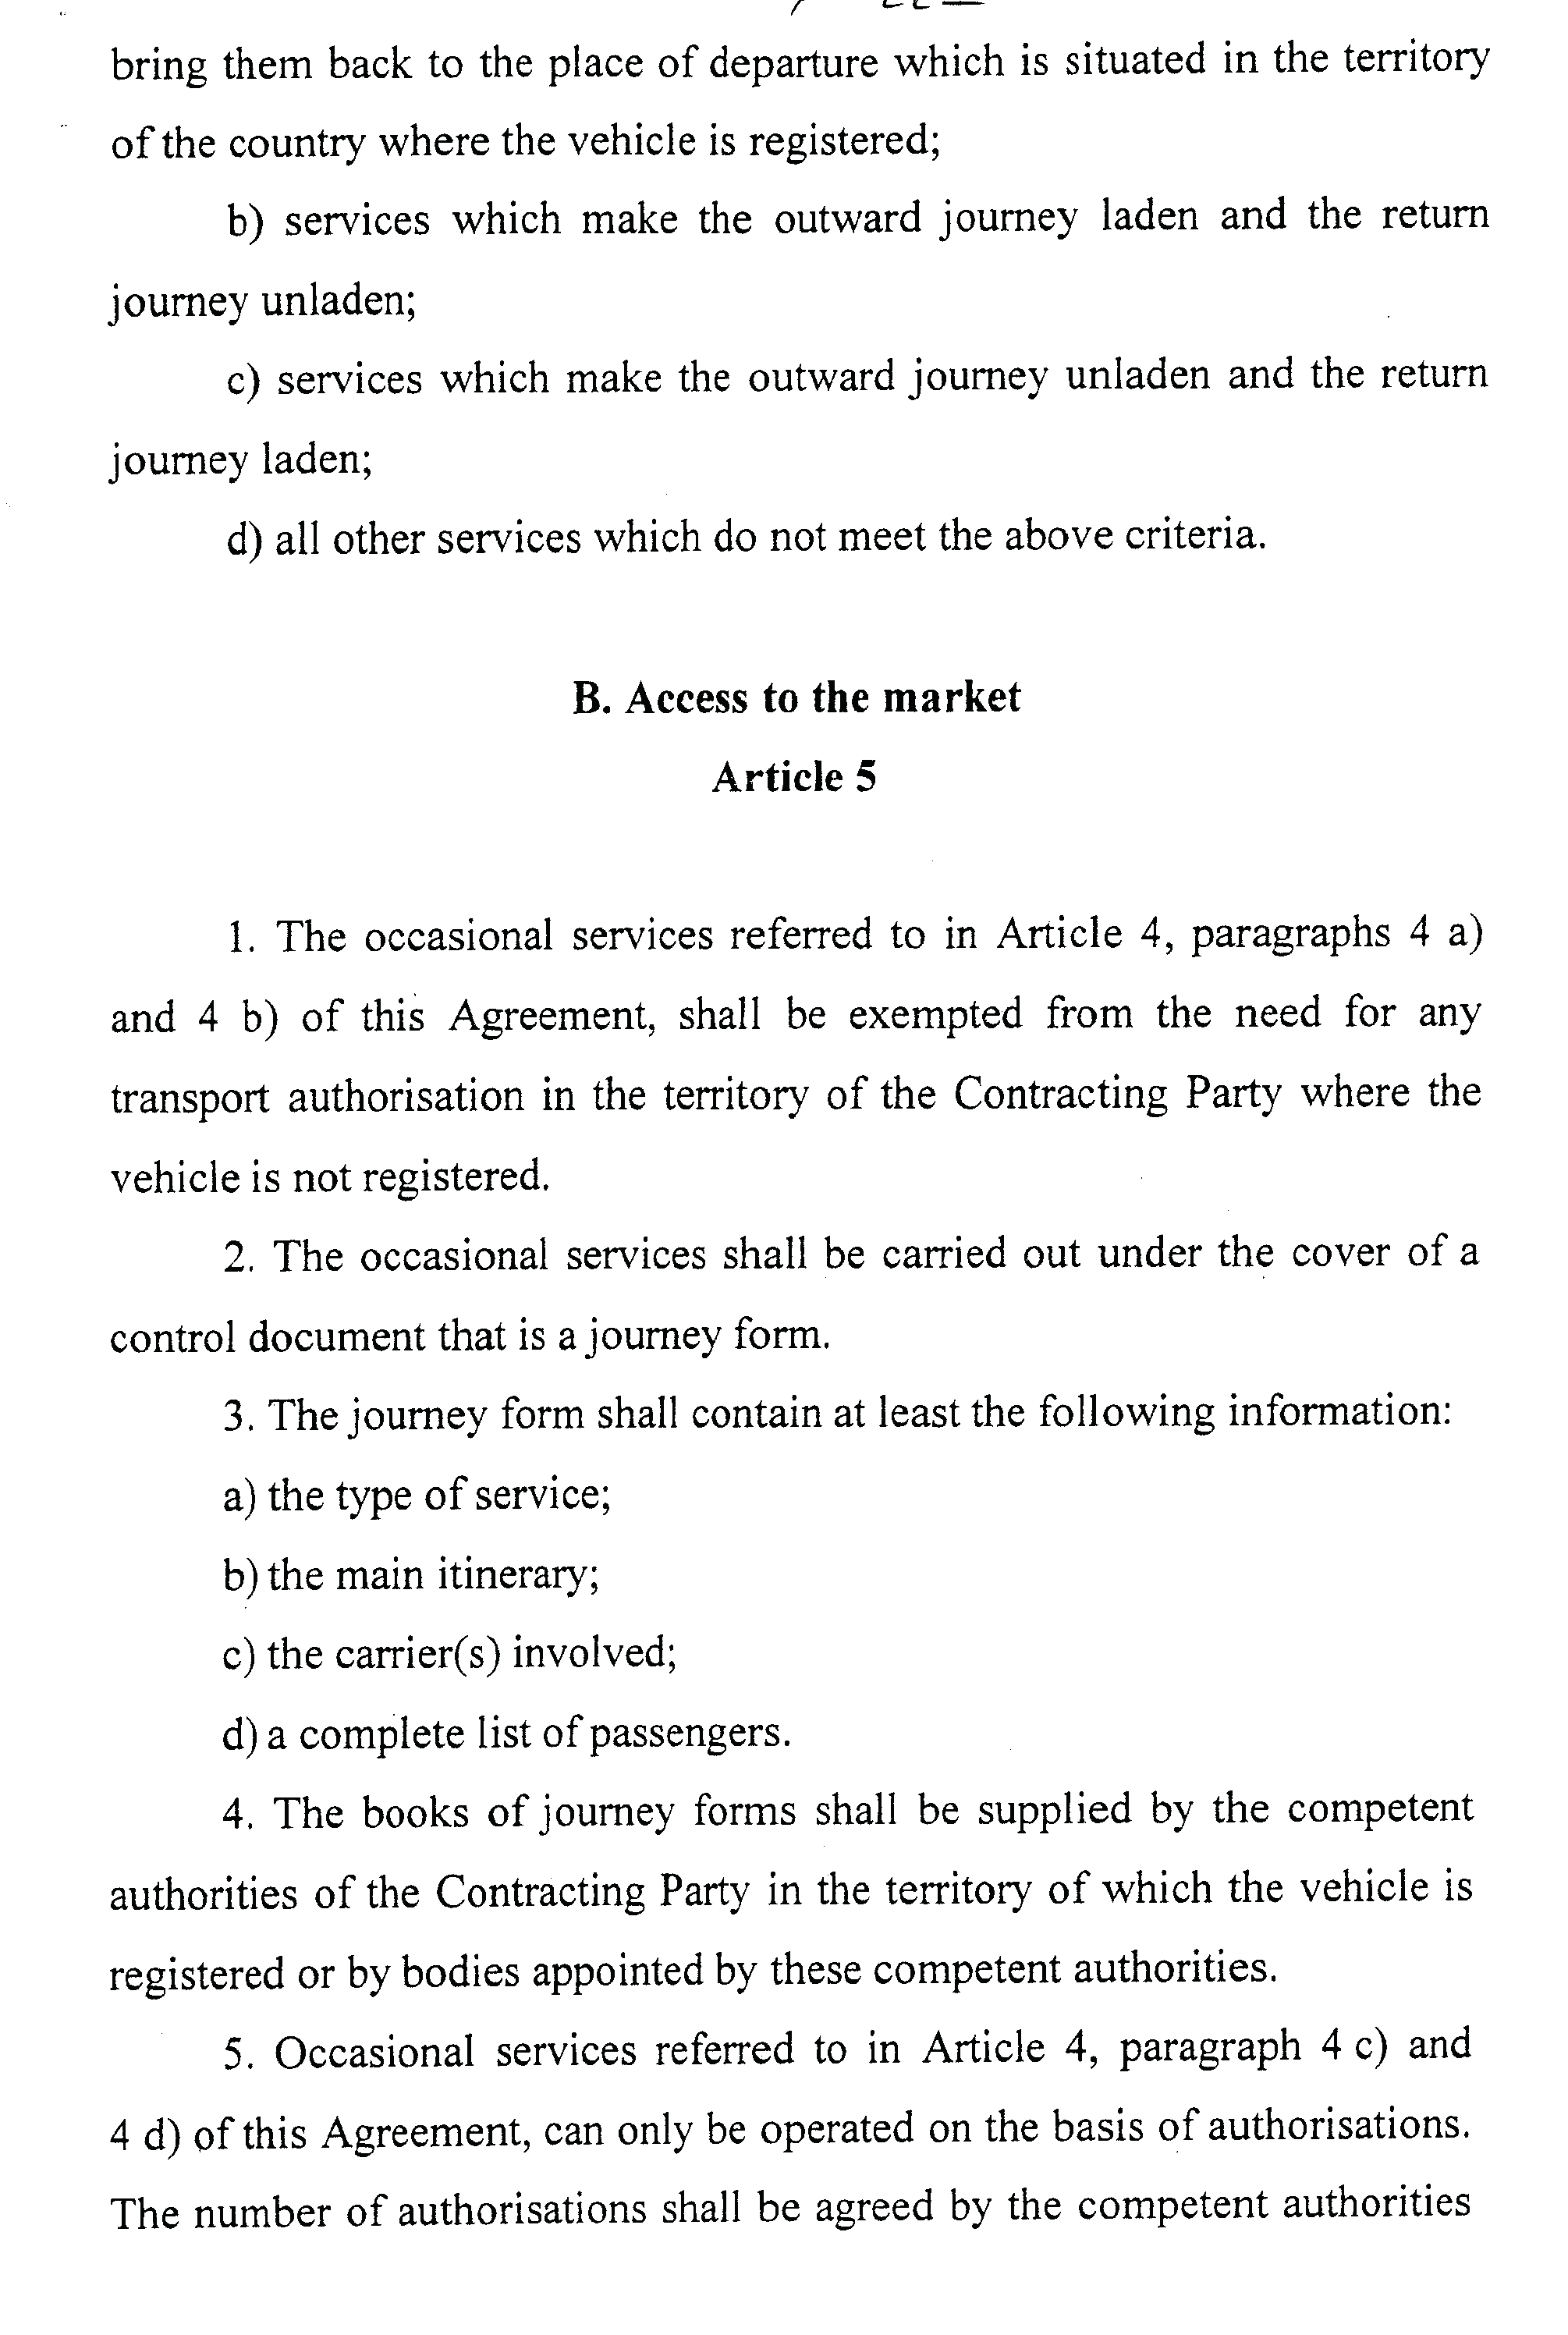 bring them back to the place of departure which is situated in the territory
of the country where the vehicle is registered;
b) services which make the outward journey laden and the return
journey unladen;
c) services which make the outward journey unladen and the return
journey laden;
d) all other services which do not meet the above criteria.
B. Access to the market
Article 5
1. The occasional services referred to in Article 4, paragraphs 4 a)
and 4 b) of this Agreement, shall be exempted from the need for any
transport authorisation in the territory of the Contracting Party where the
vehicle is not registered.
2. The occasional services shall be carried out under the cover of a
control document that is a journey form.
3. The journey form shall contain at least the following information:
a) the type of service;
b) the main itinerary;
c) the carrier(s) involved;
d) a complete list of passengers.
4. The books of journey forms shall be supplied by the competent
authorities of the Contracting Party in the territory of which the vehicle is
registered or by bodies appointed by these competent authorities.
5. Occasional services referred to in Article 4, paragraph 4 c) and
4 d) of this Agreement, can only be operated on the basis of authorisations.
The number of authorisations shall be agreed by the competent authorities